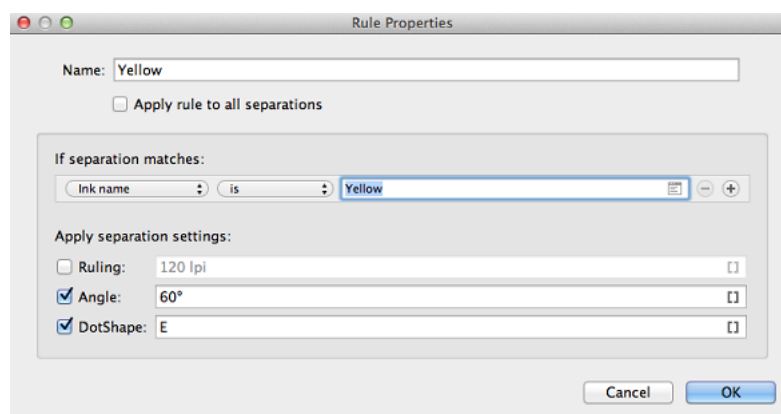 Rule Properties
Name: Yellow
Apply rule to all separations
If separation matches:
Ink name is Yellow
Apply separation settings:
Ruling: 120 lpi
Angle: 60°
DotShape: E
Cancel OK